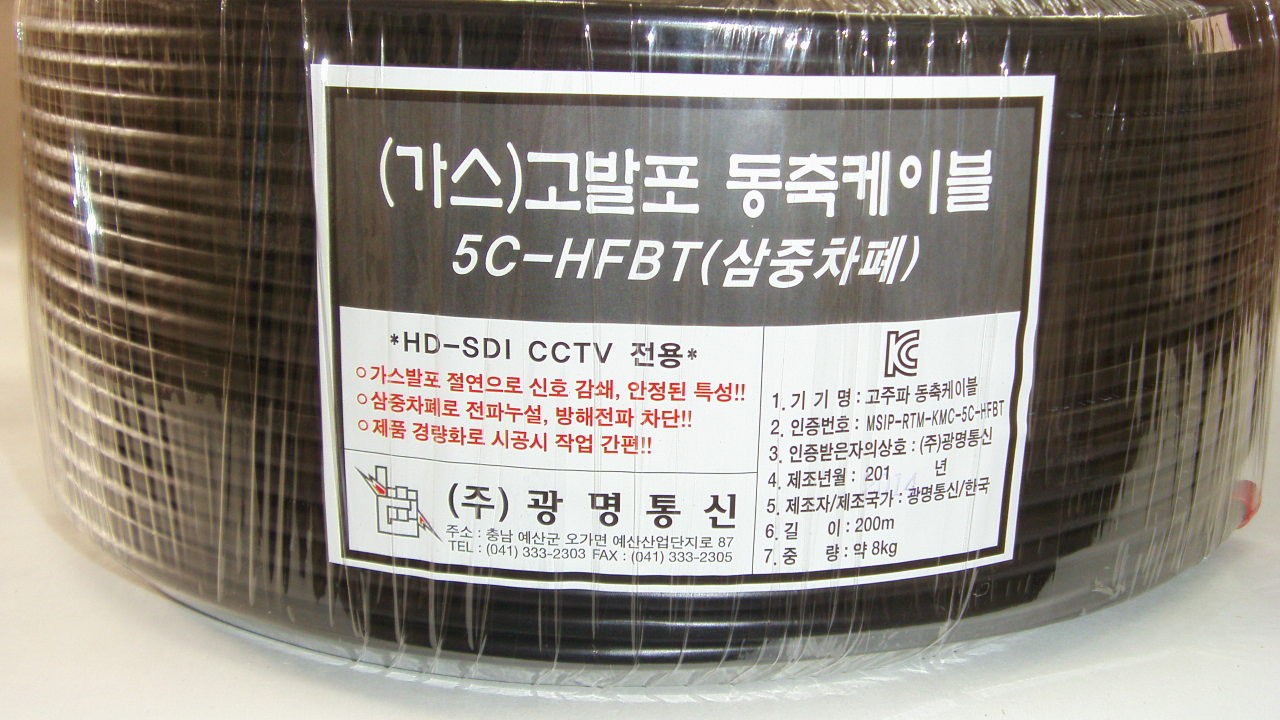 (가스)고발포 동축케이블
5C-HFBT(삼중차폐)
*HD-SDI CCTV 전용*
○가스발포 절연으로 신호 감쇄, 안정된 특성!!
○삼중차폐로 전파누설, 방해전파 차단!!
○제품 경량화로 시공시 작업 간편!!
(주)광명통신
주소 : 충남 예산군 오가면 예산산업단지로 87
TEL : (041) 333-2303 FAX : (041) 333-2305
KC
1. 기 기 명 : 고주파 동축케이블
2. 인증번호 : MSIP-RTM-KMC-5C-HFBT
3. 인증받은자의상호 : (주)광명통신
4. 제조년월 : 201 년
5. 제조자/제조국가 : 광명통신/한국
6. 길 이 : 200m
7. 중 량 : 약 8kg